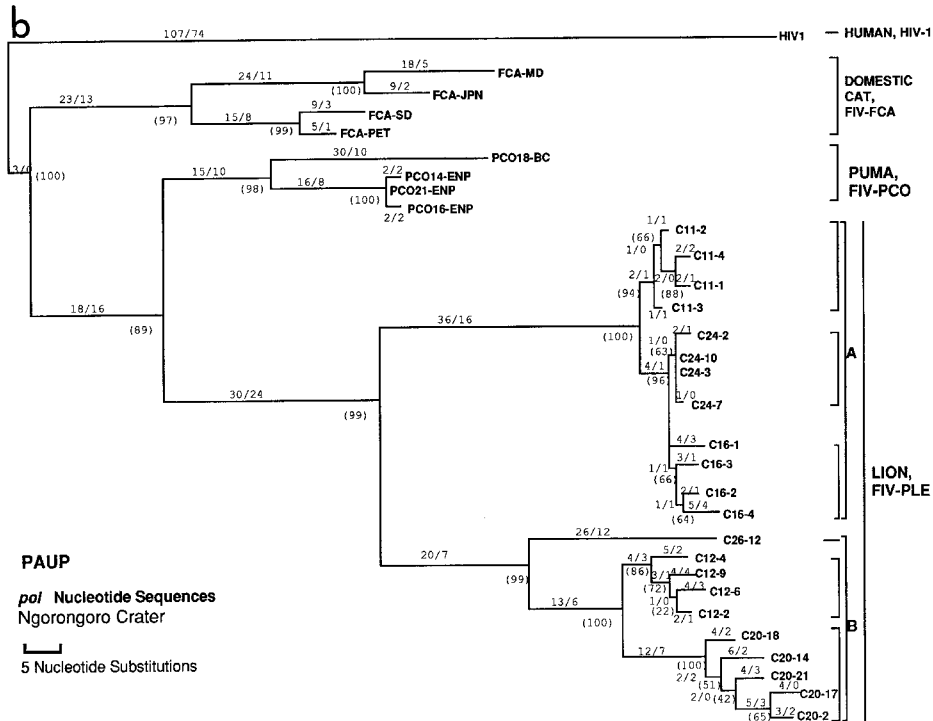 b
107/74
HIV1
HUMAN, HIV-1
18/5
FCA-MD
24/11
(100)
9/2
FCA-JPN
23/13
(97)
9/3
FCA-SD
15/8
(99)
5/1
FCA-PET
DOMESTIC
CAT,
FIV-FCA
(100)
30/10
PCO18-BC
15/10
(98)
2/2
PCO14-ENP
16/8
PCO21-ENP
(100)
PCO16-ENP
2/2
PUMA,
FIV-PCO
18/16
(89)
1/1
C11-2
(66)
1/0
2/2
C11-4
2/1
2/0
2/1
C11-1
(94)
(88)
C11-3
1/1
36/16
(100)
2/1
C24-2
1/0
(63)
C24-10
4/1
C24-3
(96)
1/0
C24-7
A
4/3
C16-1
3/1
C16-3
1/1
(66)
2/1
C16-2
1/1
5/4
C16-4
(64)
30/24
(99)
LION,
FIV-PLE
26/12
C26-12
20/7
(99)
5/2
C12-4
4/3
(86)
3/1
4/4
C12-9
(72)
4/3
C12-6
1/0
(22)
C12-2
2/1
13/6
(100)
B
4/2
C20-18
12/7
(100)
6/2
C20-14
2/2
(51)
4/3
C20-21
2/0
(42)
4/0
C20-17
5/3
(65)
3/2
C20-2
PAUP
pol Nucleotide Sequences
Ngorongoro Crater
5 Nucleotide Substitutions